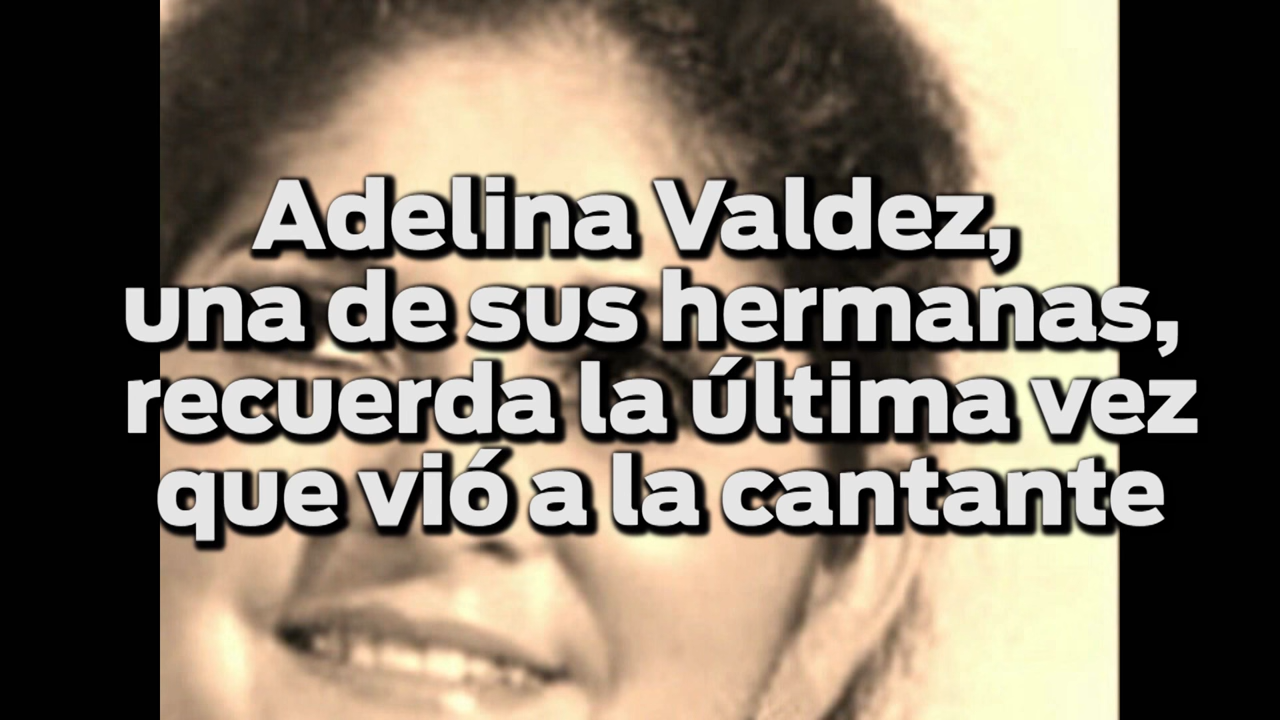 Adelina Valdez,
una de sus hermanas,
recuerda la última vez
que vió a la cantante